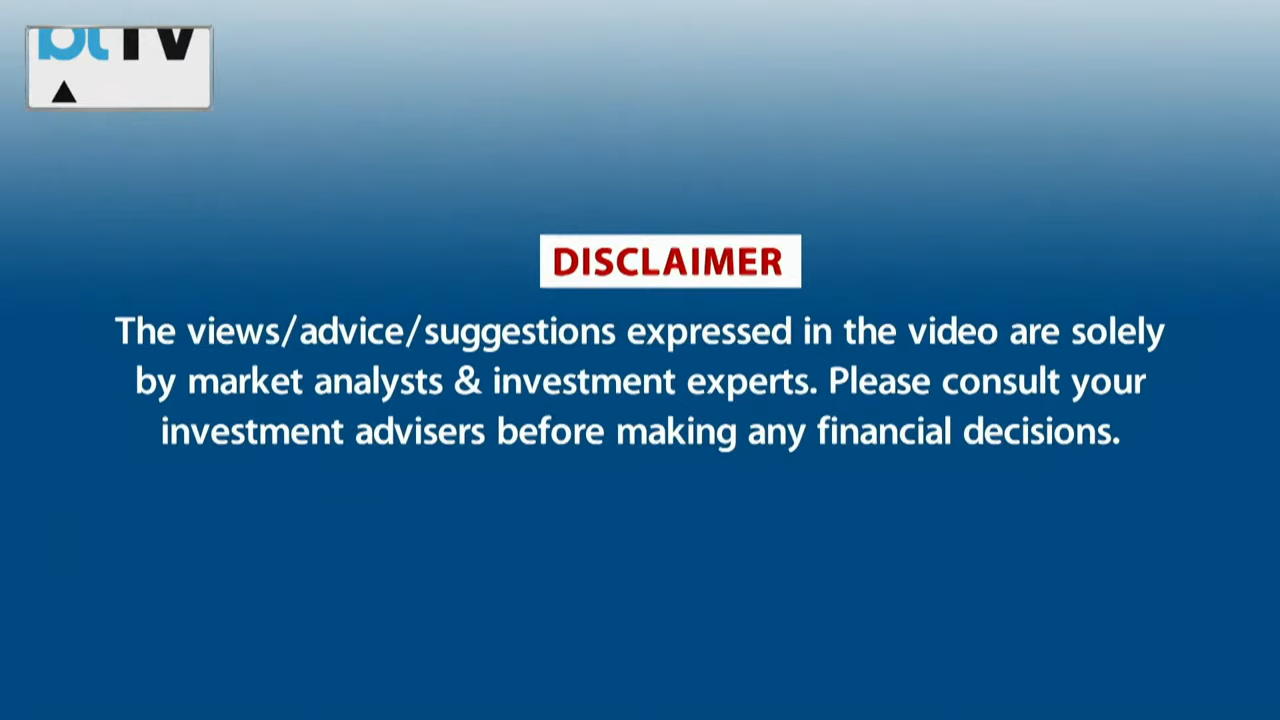 btTV
DISCLAIMER
The views/advice/suggestions expressed in the video are solely
by market analysts & investment experts. Please consult your
investment advisers before making any financial decisions.